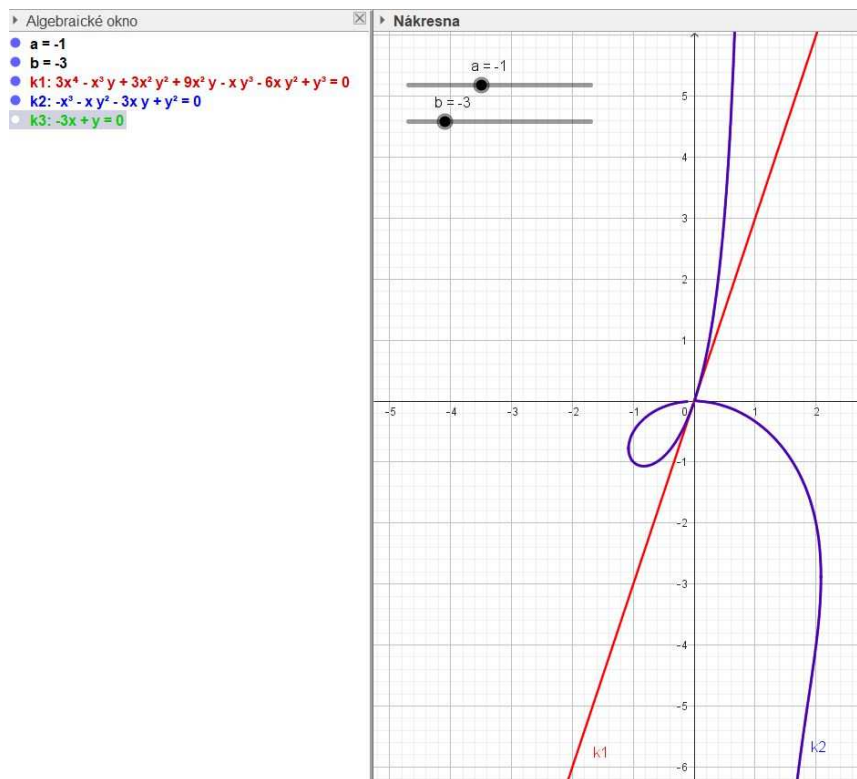 Algebraické okno
a = -1
b = -3
k1: 3x⁴ - x³ y + 3x² y² + 9x² y - x y³ - 6x y² + y³ = 0
k2: -x³ - x y² - 3x y + y² = 0
k3: -3x + y = 0
Nákresna
a = -1
b = -3
5
4
3
2
1
-5 -4 -3 -2 -1 0 1 2
-1
-2
-3
-4
-5
-6
k1
k2